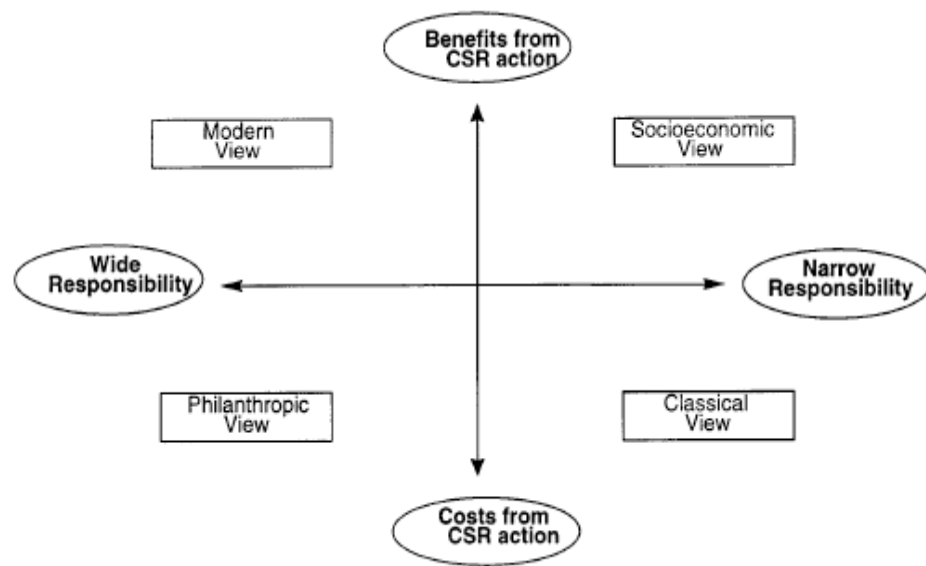 Benefits from
CSR action
Modern
View
Socioeconomic
View
Wide
Responsibility
Narrow
Responsibility
Philanthropic
View
Classical
View
Costs from
CSR action